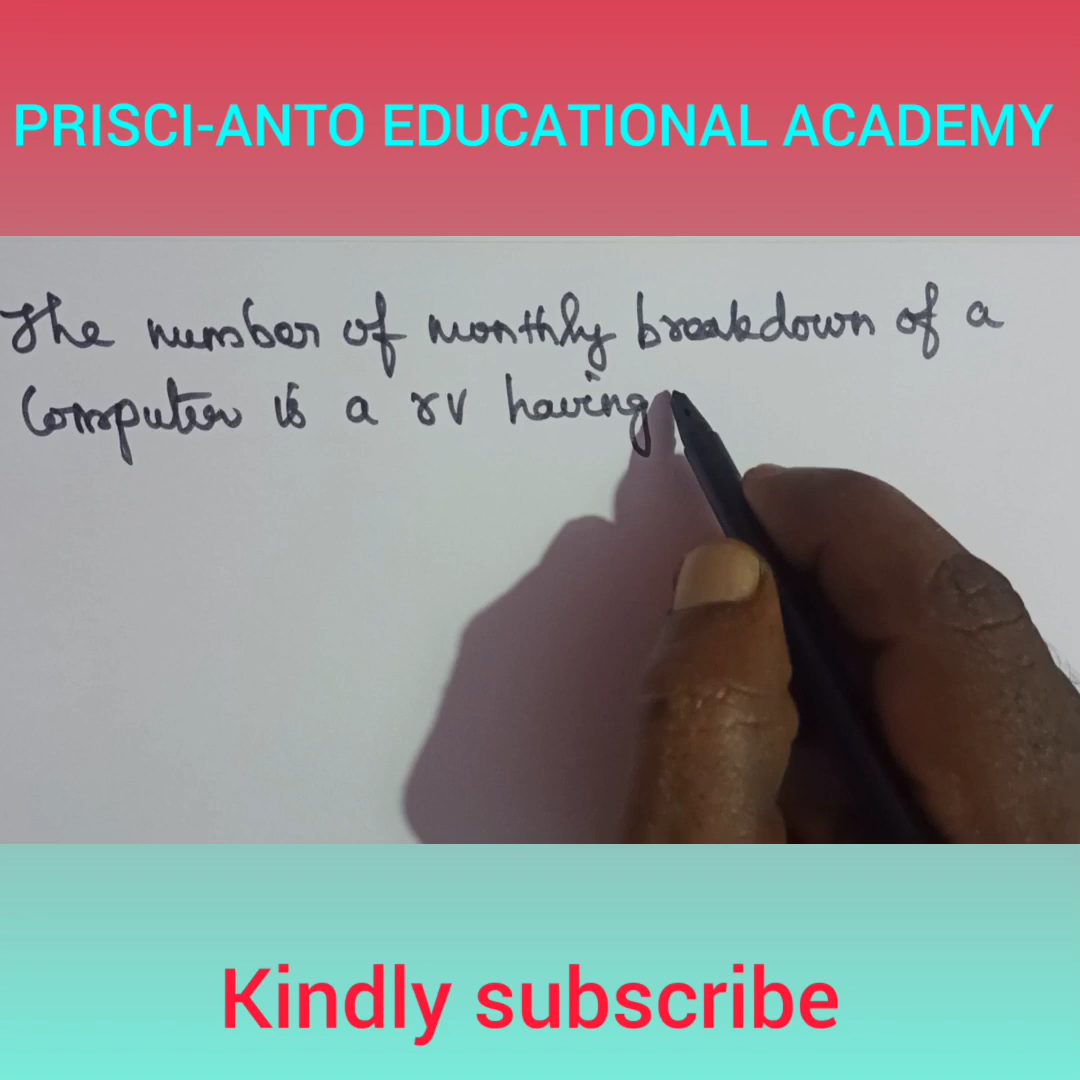 PRISCI-ANTO EDUCATIONAL ACADEMY
The number of monthly breakdown of a
Computer is a rv having
Kindly subscribe